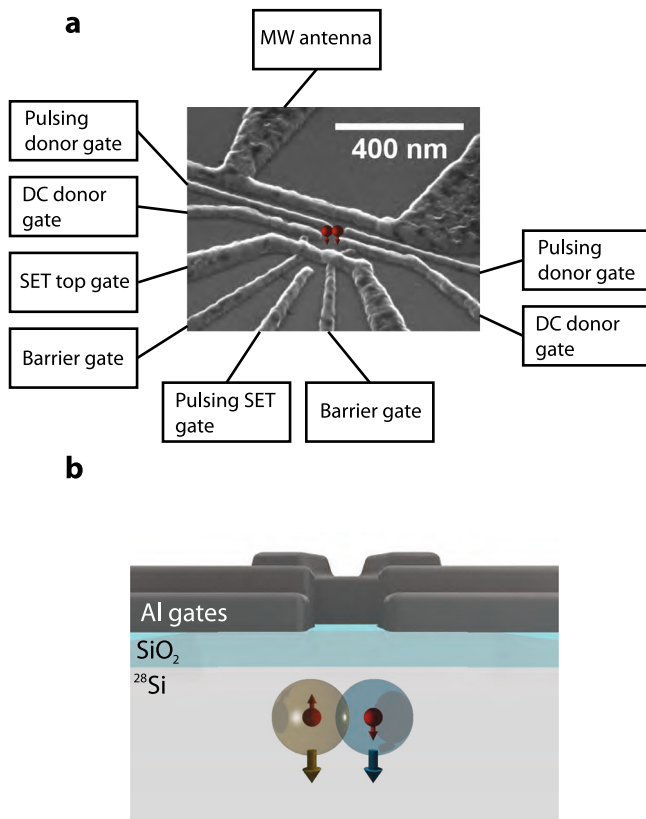 a
MW antenna
Pulsing
donor gate
400 nm
DC donor
gate
SET top gate
Barrier gate
Pulsing
donor gate
DC donor
gate
Pulsing SET
gate
Barrier gate
b
Al gates
SiO₂
²⁸Si